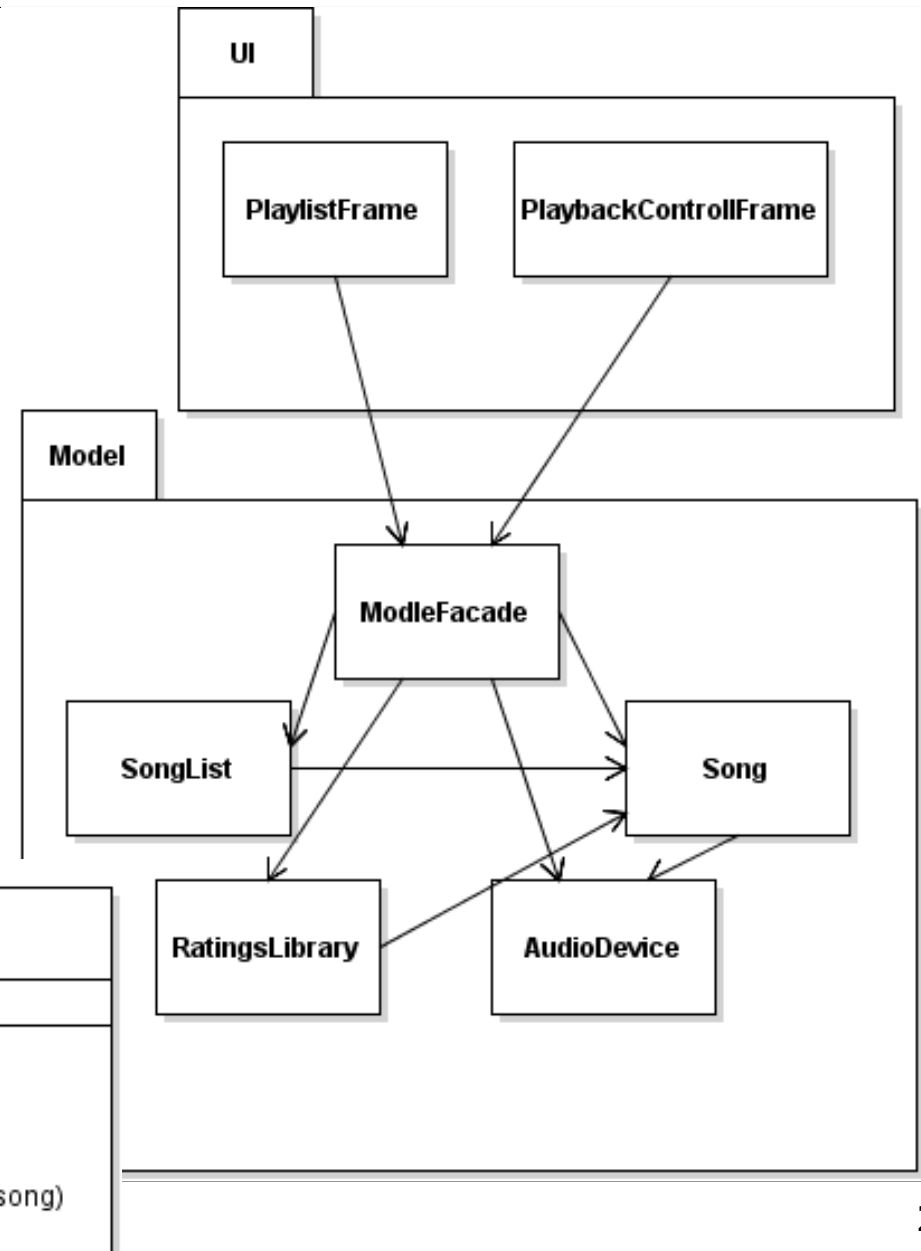 UI
PlaylistFrame
PlaybackControllFrame
Model
ModleFacade
SongList
Song
RatingsLibrary
AudioDevice
song)